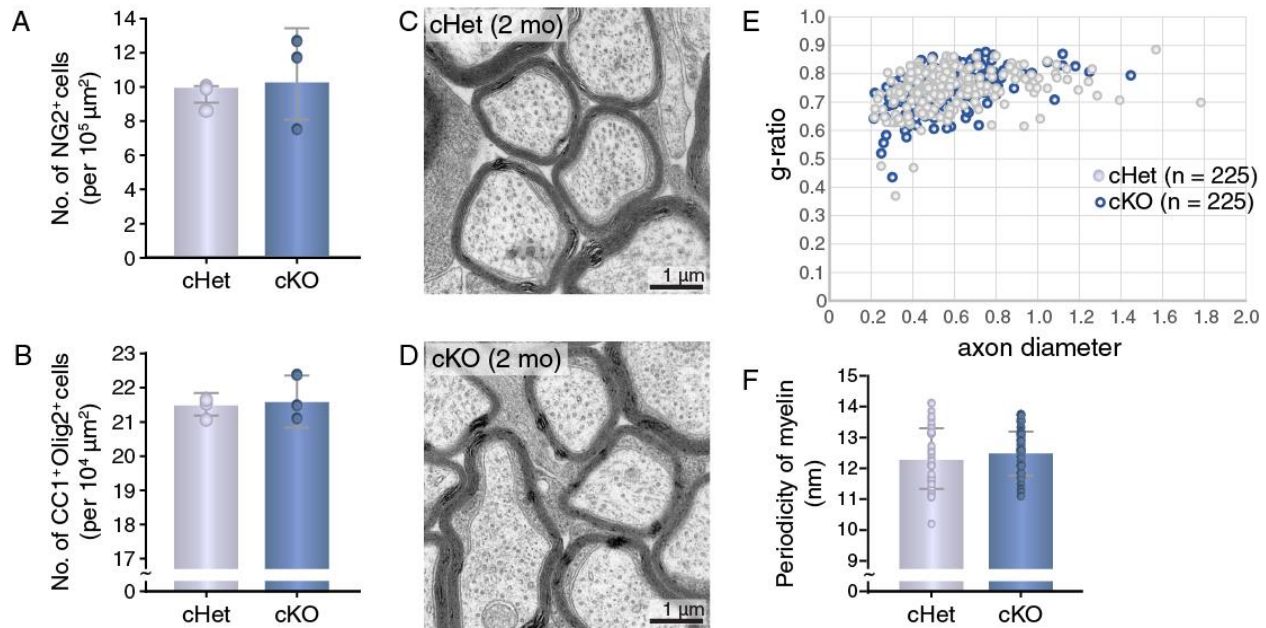 A
No. of NG2⁺cells
(per 10⁵ µm²)
14
12
10
8
6
4
2
0
cHet
cKO
B
No. of CC1⁺Olig2⁺cells
(per 10⁴ µm²)
23
22
21
20
19
18
17
~
0
cHet
cKO
C
cHet (2 mo)
1 µm
D
cKO (2 mo)
1 µm
E
g-ratio
1.0
0.9
0.8
0.7
0.6
0.5
0.4
0.3
0.2
0.1
0
0 0.2 0.4 0.6 0.8 1.0 1.2 1.4 1.6 1.8 2.0
axon diameter
cHet (n = 225)
cKO (n = 225)
F
Periodicity of myelin
(nm)
15
14
13
12
11
10
9
~
0
cHet
cKO